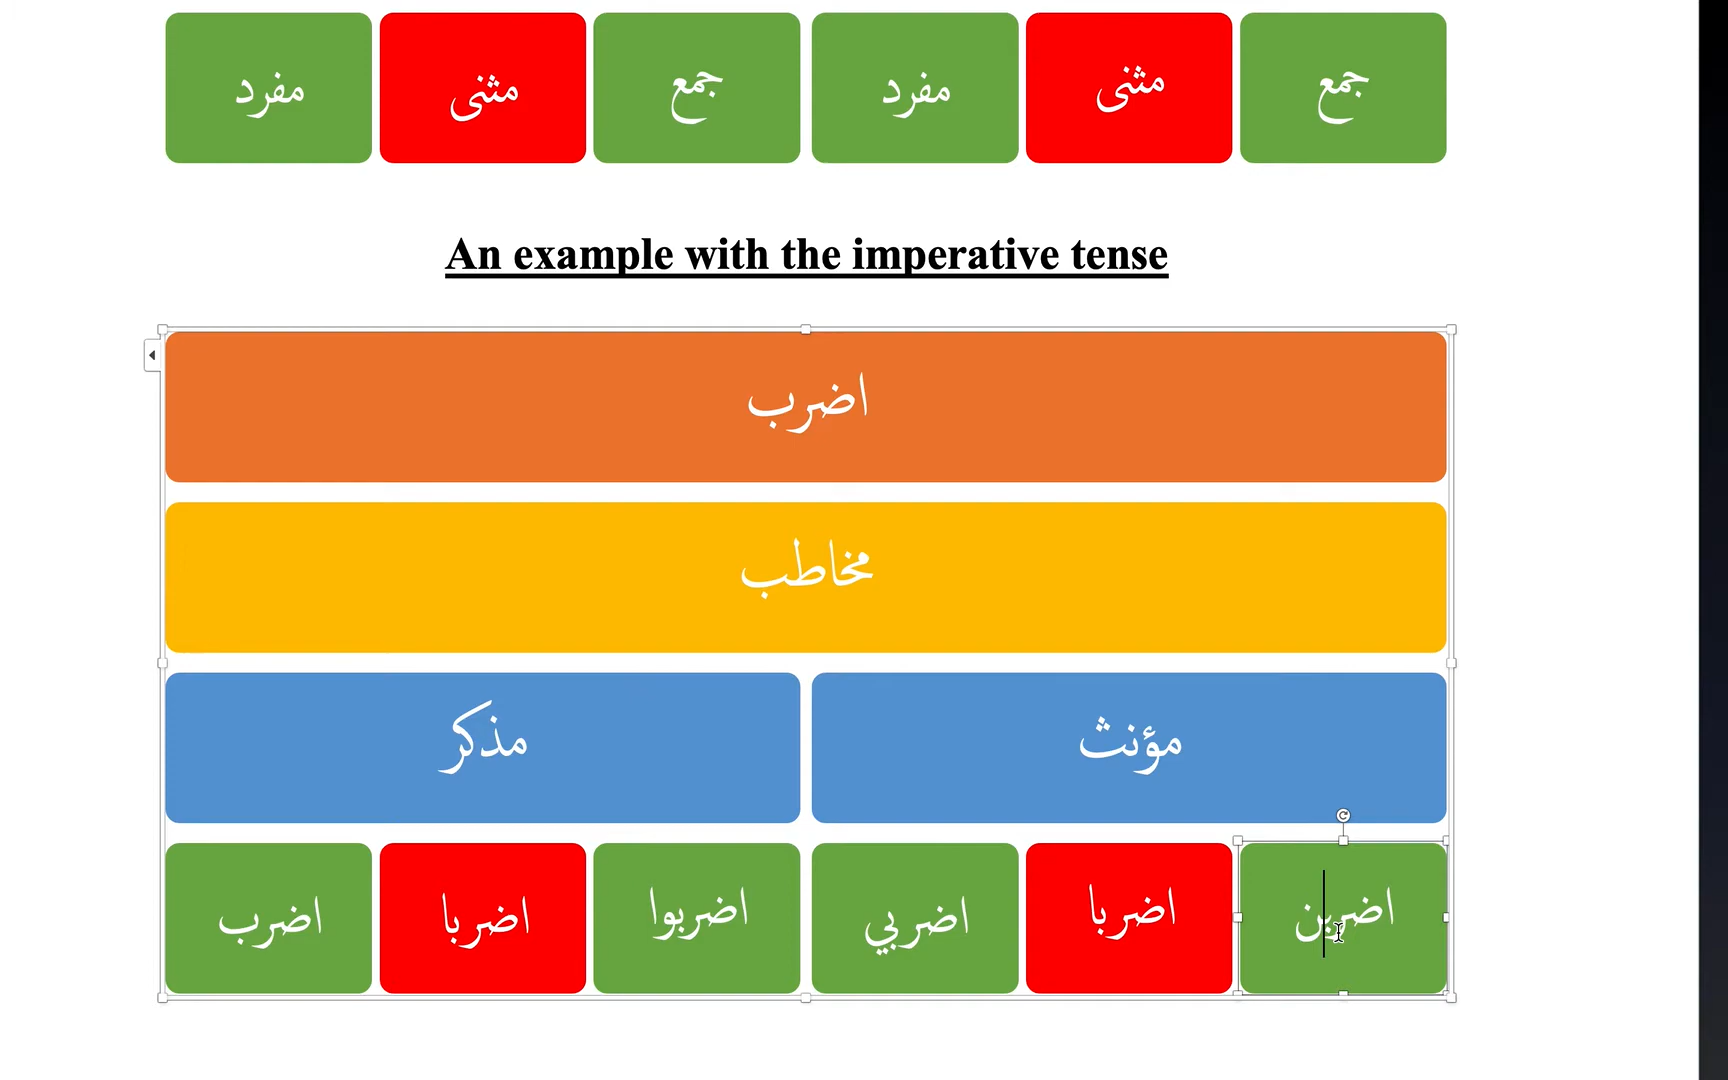 مفرد
مثنى
جمع
مفرد
مثنى
جمع
An example with the imperative tense
اضرب
مخاطب
مذكر
مؤنث
اضرب
اضربا
اضربوا
اضربي
اضربا
اضربن